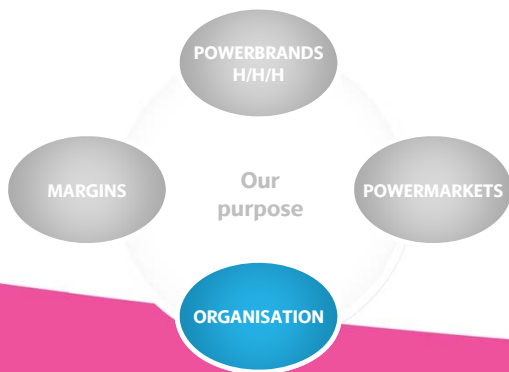 POWERBRANDS
H/H/H
MARGINS
Our
purpose
POWERMARKETS
ORGANISATION